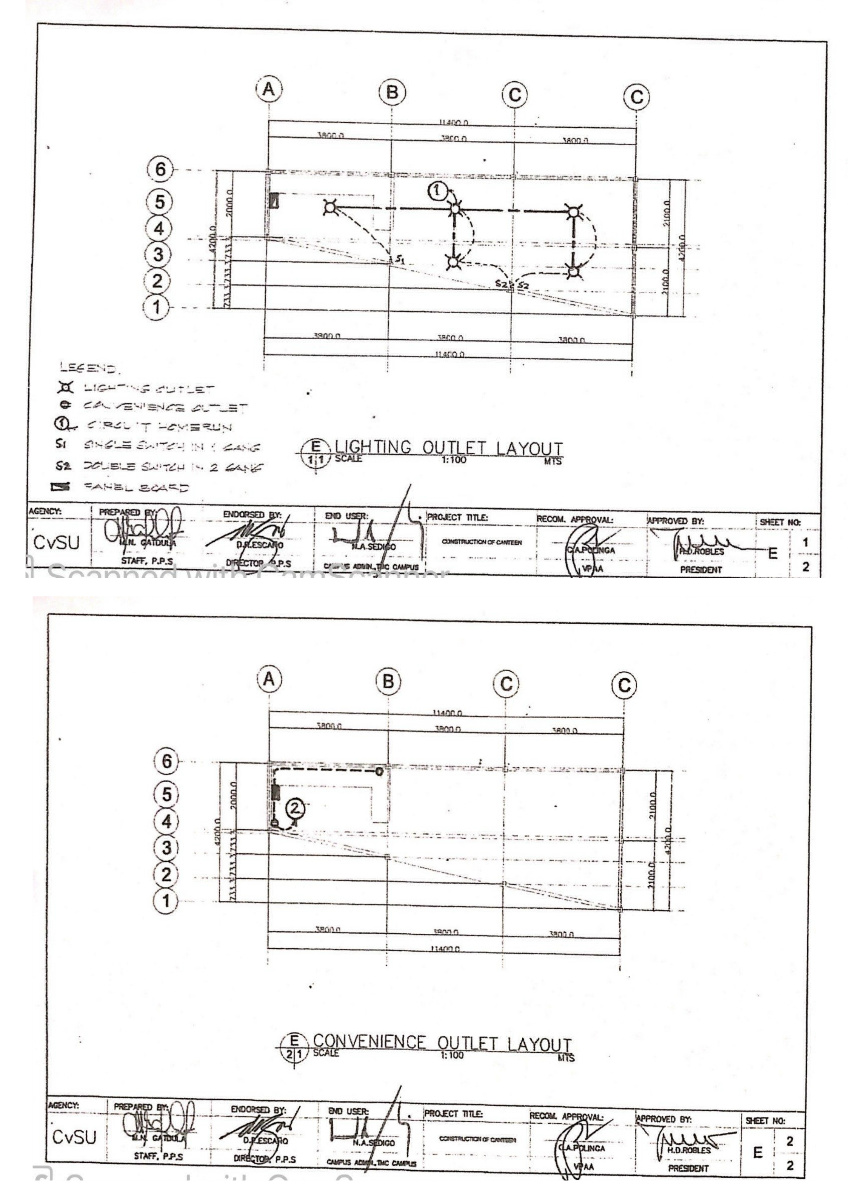 A B C C
11400.0
3800.0 3800.0 3800.0
6
5
4
3
2
1
2000.0
4200.0
733.3
733.3
2100.0
4200.0
2100.0
1
S1
S2 S2
3800.0 3800.0 3800.0
11400.0
LEGEND.
LIGHTING OUTLET
CONVENIENCE OUTLET
1 CIRCUIT HOMERUN
S1 SINGLE SWITCH IN 1 GANG
S2 DOUBLE SWITCH IN 2 GANG
PANEL BOARD
E LIGHTING OUTLET LAYOUT
1 1 SCALE 1:100 MTS
AGENCY: PREPARED BY: ENDORSED BY: END USER: PROJECT TITLE: RECOM. APPROVAL: APPROVED BY: SHEET NO:
CvSU M.N. GATDULA D.R.ESCAÑO N.A.SEDIGO CONSTRUCTION OF CANTEEN C.A.POLINGA H.D.ROBLES E 1
STAFF, P.P.S DIRECTOR, P.P.S CAMPUS ADMIN.,TMC CAMPUS VPAA PRESIDENT 2
Scanned with CamScanner
A B C C
11400.0
3800.0 3800.0 3800.0
6
5
4
3
2
1
2000.0
4200.0
733.3
733.3
2100.0
4200.0
2100.0
2
3800.0 3800.0 3800.0
11400.0
E CONVENIENCE OUTLET LAYOUT
2 1 SCALE 1:100 MTS
AGENCY: PREPARED BY: ENDORSED BY: END USER: PROJECT TITLE: RECOM. APPROVAL: APPROVED BY: SHEET NO:
CvSU M.N. GATDULA D.R.ESCAÑO N.A.SEDIGO CONSTRUCTION OF CANTEEN C.A.POLINGA H.D.ROBLES E 2
STAFF, P.P.S DIRECTOR, P.P.S CAMPUS ADMIN.,TMC CAMPUS VPAA PRESIDENT 2